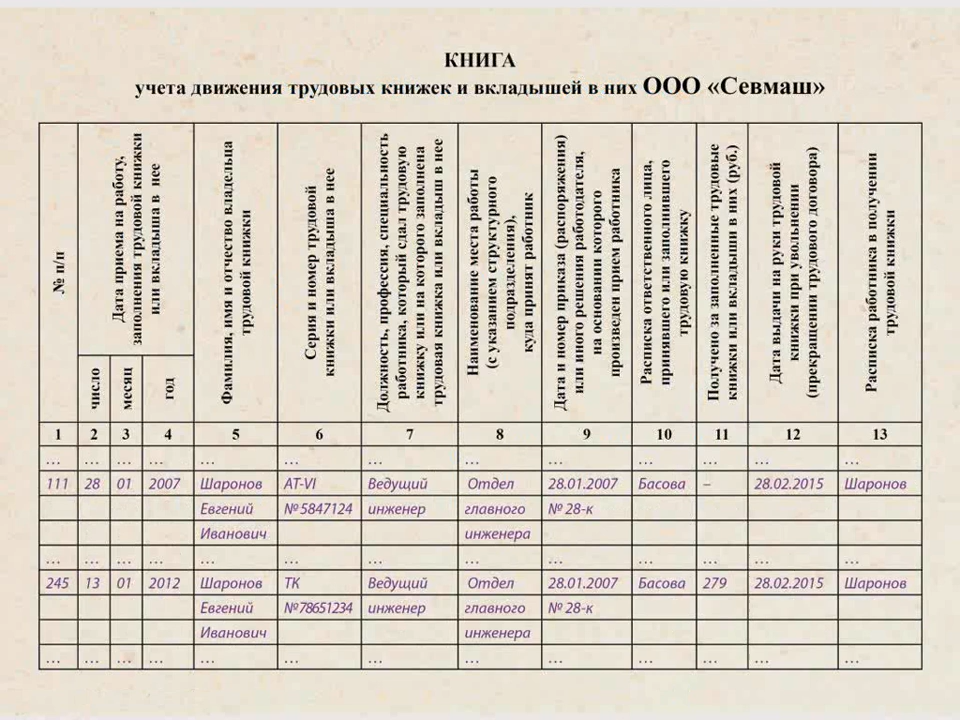 КНИГА
учета движения трудовых книжек и вкладышей в них ООО «Севмаш»
№ п/п
Дата приема на работу,
заполнения трудовой книжки
или вкладыша в нее
число
месяц
год
Фамилия, имя и отчество владельца
трудовой книжки
Серия и номер трудовой
книжки или вкладыша в нее
Должность, профессия, специальность
работника, который сдал трудовую
книжку или на которого заполнена
трудовая книжка или вкладыш в нее
Наименование места работы
(с указанием структурного
подразделения),
куда принят работник
Дата и номер приказа (распоряжения)
или иного решения работодателя,
на основании которого
произведен прием работника
Расписка ответственного лица,
принявшего или заполнившего
трудовую книжку
Получено за заполненные трудовые
книжки или вкладыши в них (руб.)
Дата выдачи на руки трудовой
книжки при увольнении
(прекращении трудового договора)
Расписка работника в получении
трудовой книжки
1 2 3 4 5 6 7 8 9 10 11 12 13
... ... ... ... ... ... ... ... ... ... ... ... ...
111 28 01 2007 Шаронов AT-VI Ведущий Отдел 28.01.2007 Басова – 28.02.2015 Шаронов
Евгений № 5847124 инженер главного № 28-к
Иванович инженера
... ... ... ... ... ... ... ... ... ... ... ... ...
245 13 01 2012 Шаронов ТК Ведущий Отдел 28.01.2007 Басова 279 28.02.2015 Шаронов
Евгений №78651234 инженер главного № 28-к
Иванович инженера
... ... ... ... ... ... ... ... ... ... ... ... ...